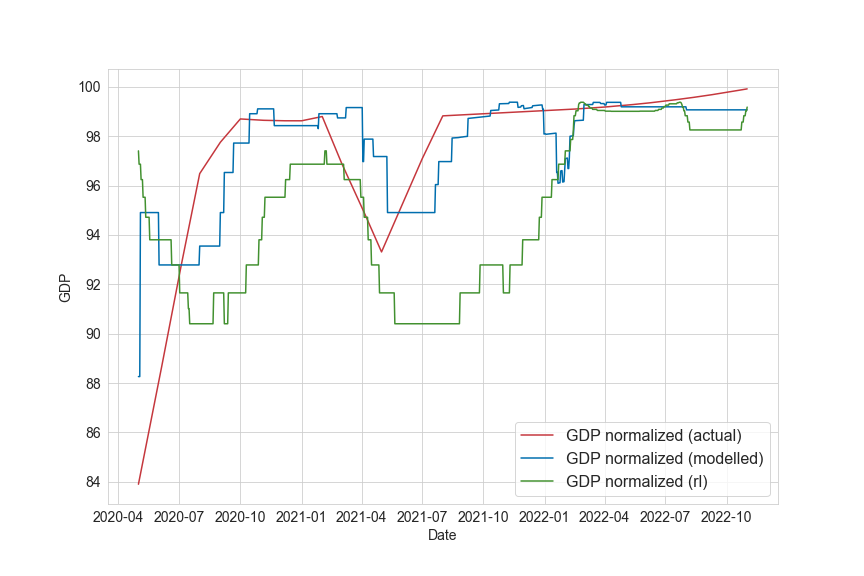 100
98
96
94
92
90
88
86
84
GDP
GDP normalized (actual)
GDP normalized (modelled)
GDP normalized (rl)
2020-04 2020-07 2020-10 2021-01 2021-04 2021-07 2021-10 2022-01 2022-04 2022-07 2022-10
Date